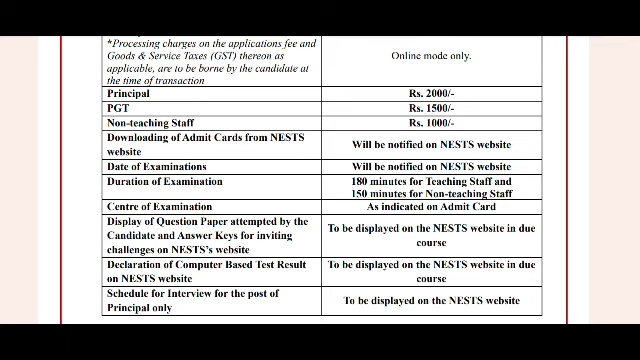 *Processing charges on the applications fee and
Goods & Service Taxes (GST) thereon as
applicable, are to be borne by the candidate at
the time of transaction
Online mode only.
Principal Rs. 2000/-
PGT Rs. 1500/-
Non-teaching Staff Rs. 1000/-
Downloading of Admit Cards from NESTS
website
Will be notified on NESTS website
Date of Examinations Will be notified on NESTS website
Duration of Examination 180 minutes for Teaching Staff and
150 minutes for Non-teaching Staff
Centre of Examination As indicated on Admit Card
Display of Question Paper attempted by the
Candidate and Answer Keys for inviting
challenges on NESTS's website
To be displayed on the NESTS website in due
course
Declaration of Computer Based Test Result
on NESTS website
To be displayed on the NESTS website in due
course
Schedule for Interview for the post of
Principal only
To be displayed on the NESTS website